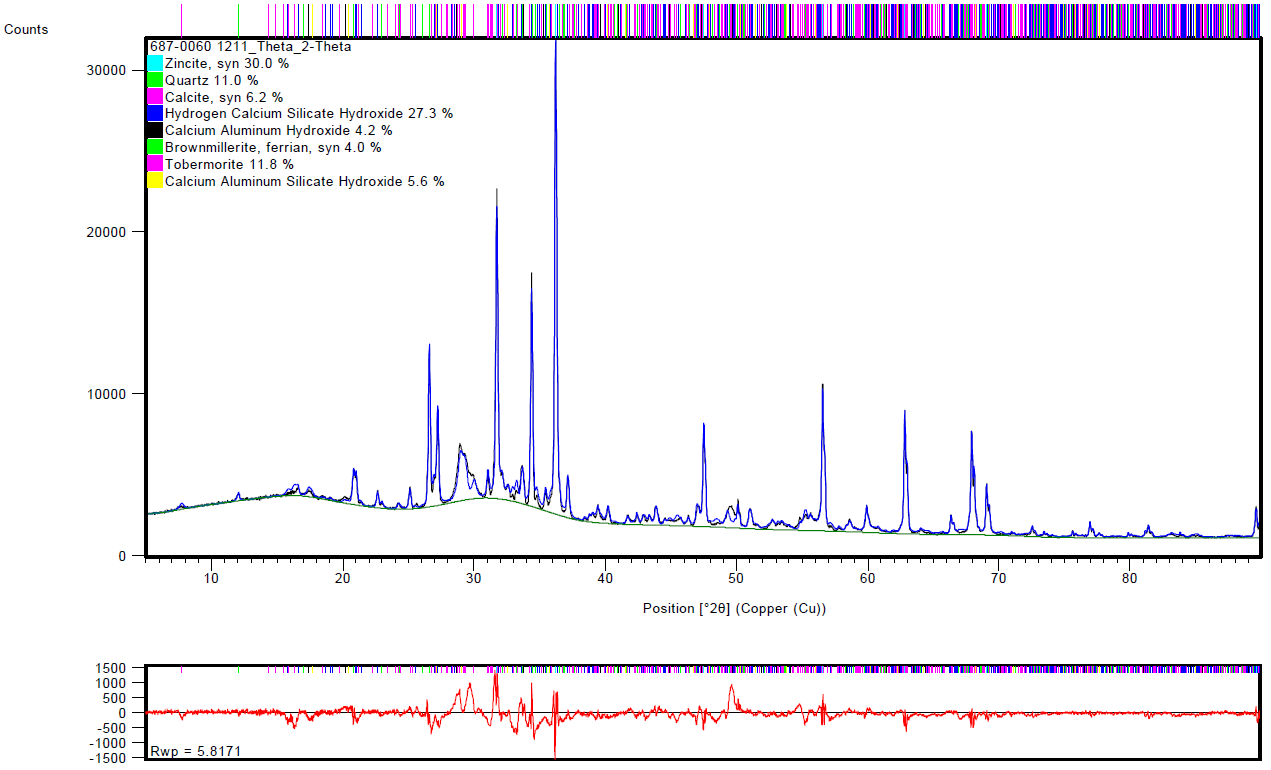 Counts
687-0060 1211_Theta_2-Theta
Zincite, syn 30.0 %
Quartz 11.0 %
Calcite, syn 6.2 %
Hydrogen Calcium Silicate Hydroxide 27.3 %
Calcium Aluminum Hydroxide 4.2 %
Brownmillerite, ferrian, syn 4.0 %
Tobermorite 11.8 %
Calcium Aluminum Silicate Hydroxide 5.6 %
30000
20000
10000
0
10 20 30 40 50 60 70 80
Position [°2θ] (Copper (Cu))
1500
1000
500
0
-500
-1000
-1500
Rwp = 5.8171